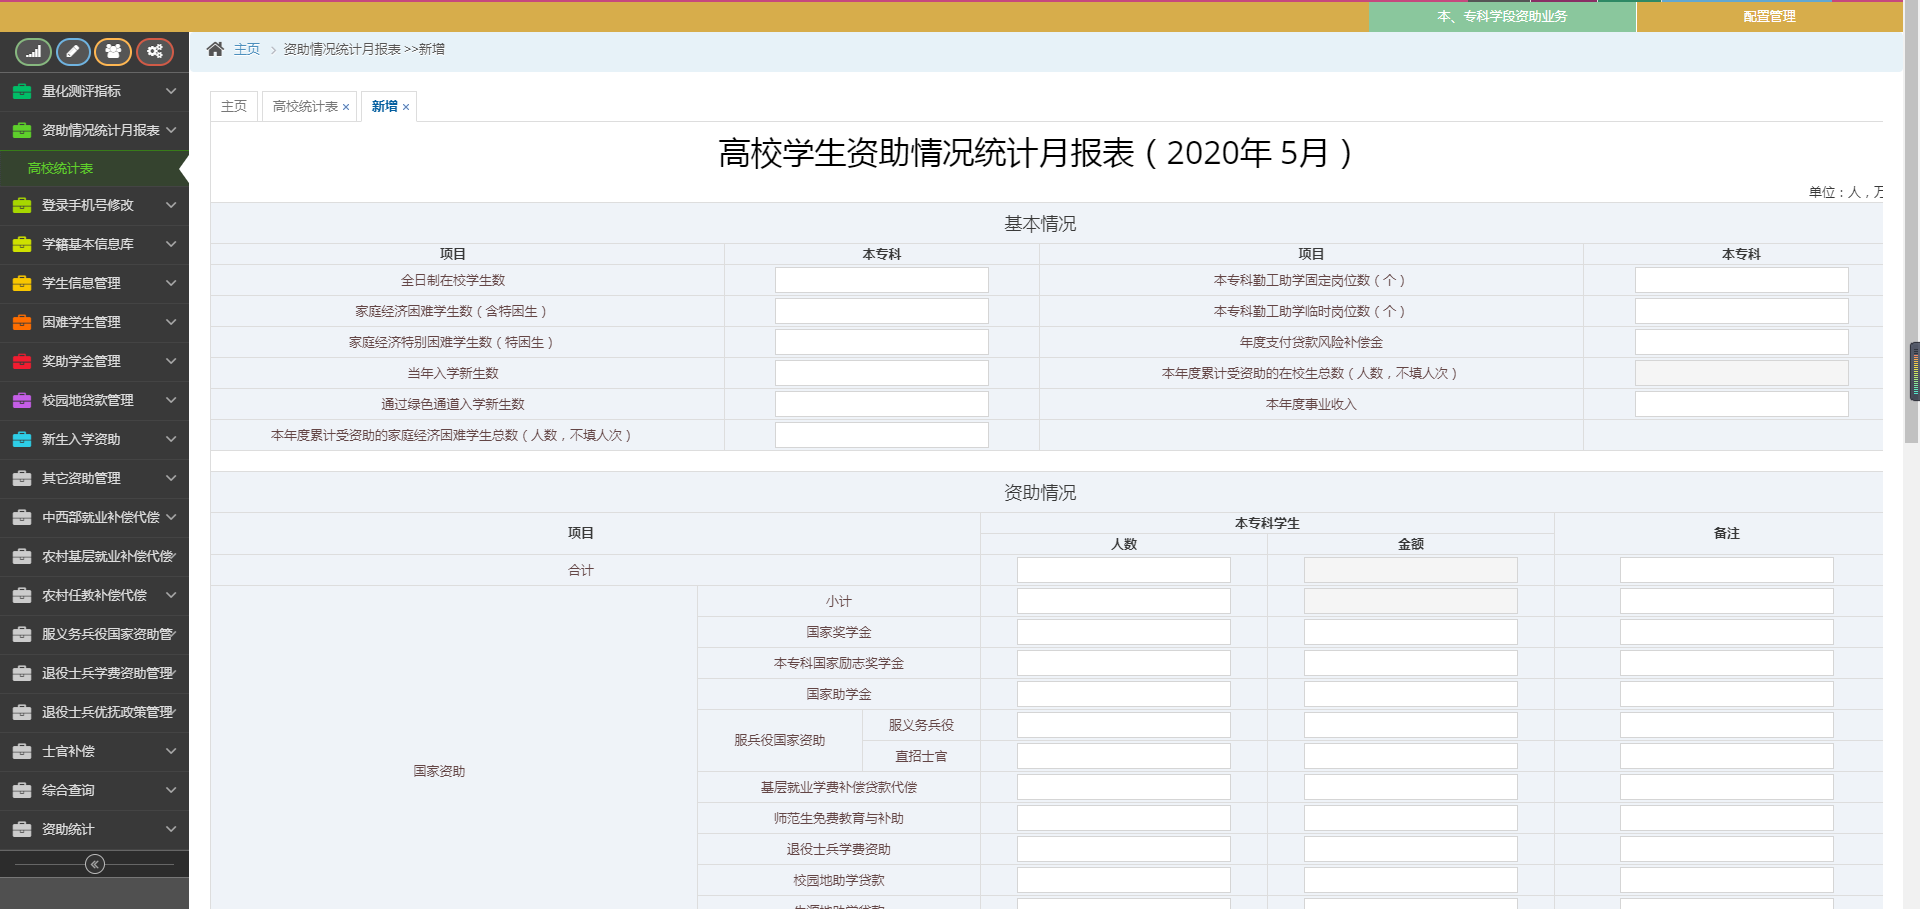 本、专科学段资助业务
配置管理
主页 > 资助情况统计月报表 >>新增
量化测评指标
资助情况统计月报表
高校统计表
登录手机号修改
学籍基本信息库
学生信息管理
困难学生管理
奖助学金管理
校园地贷款管理
新生入学资助
其它资助管理
中西部就业补偿代偿
农村基层就业补偿代偿
农村任教补偿代偿
服义务兵役国家资助管
退役士兵学费资助管理
退役士兵优抚政策管理
士官补偿
综合查询
资助统计
主页 高校统计表 × 新增 ×
高校学生资助情况统计月报表（2020年 5月）
单位：人，万
基本情况
项目 本专科 项目 本专科
全日制在校学生数 本专科勤工助学固定岗位数（个）
家庭经济困难学生数（含特困生） 本专科勤工助学临时岗位数（个）
家庭经济特别困难学生数（特困生） 年度支付贷款风险补偿金
当年入学新生数 本年度累计受资助的在校生总数（人数，不填人次）
通过绿色通道入学新生数 本年度事业收入
本年度累计受资助的家庭经济困难学生总数（人数，不填人次）
资助情况
项目 本专科学生 备注
人数 金额
合计
国家资助
小计
国家奖学金
本专科国家励志奖学金
国家助学金
服兵役国家资助
服义务兵役
直招士官
基层就业学费补偿贷款代偿
师范生免费教育与补助
退役士兵学费资助
校园地助学贷款